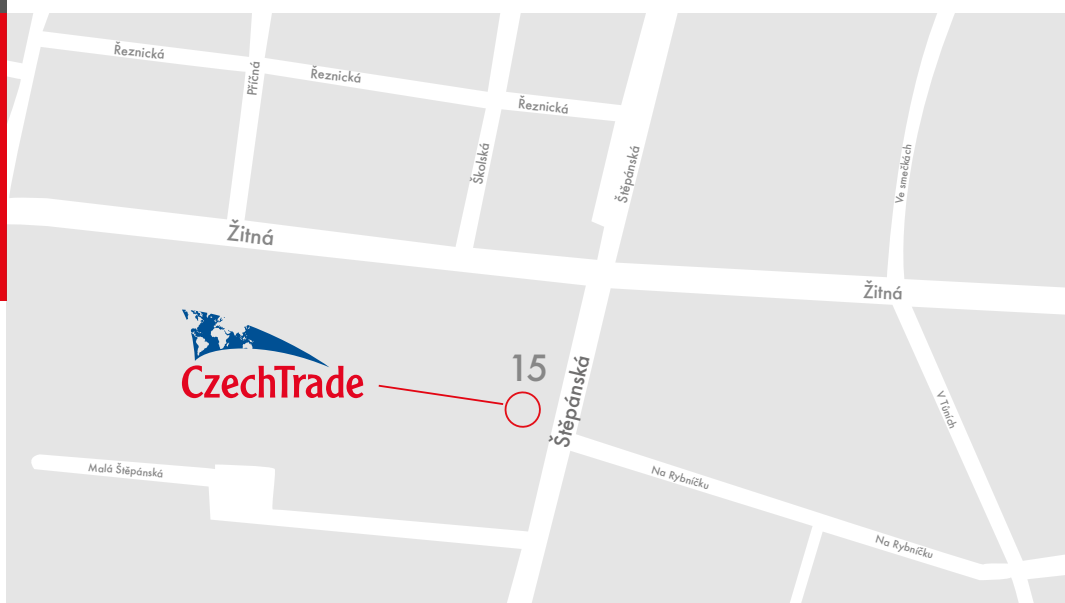 Řeznická
Příčná
Řeznická
Řeznická
Školská
Štěpánská
Ve smečkách
Žitná
Žitná
15
CzechTrade
Štěpánská
V Tůních
Malá Štěpánská
Na Rybníčku
Na Rybníčku